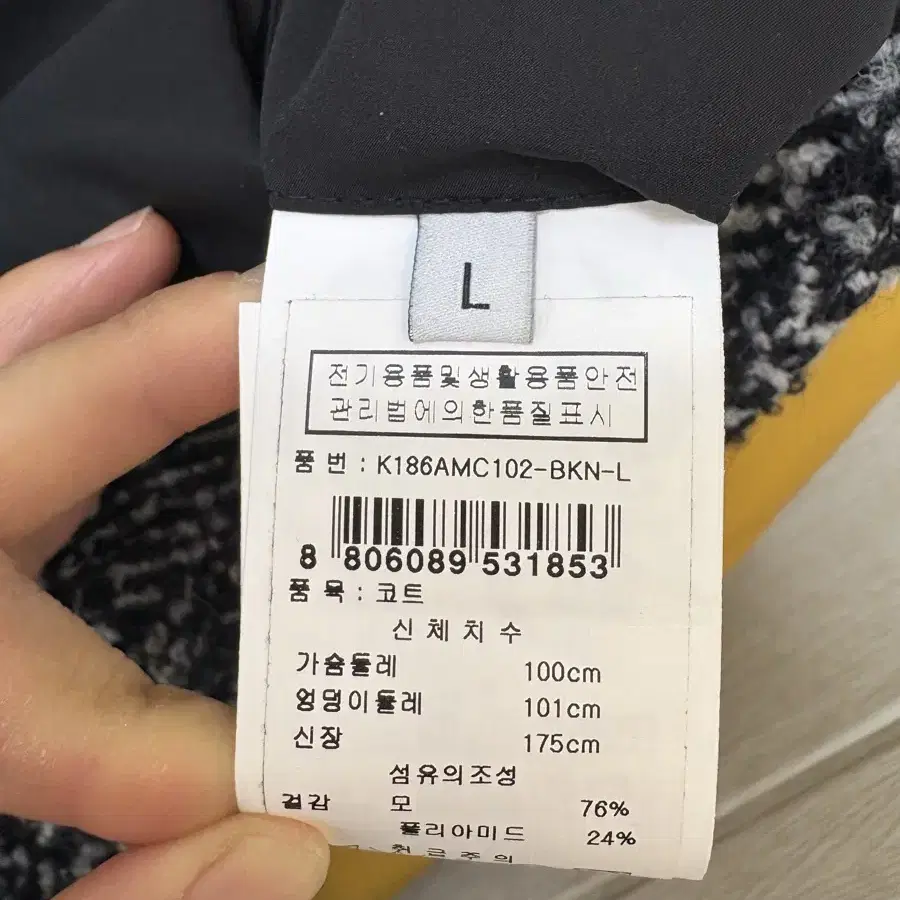 L
전기용품및생활용품안전
관리법에의한품질표시
품 번 : K186AMC102-BKN-L
8 806089 531853
품 목 : 코트
신체치수
가슴둘레 100cm
엉덩이둘레 101cm
신장 175cm
섬유의조성
겉감 모 76%
폴리아미드 24%